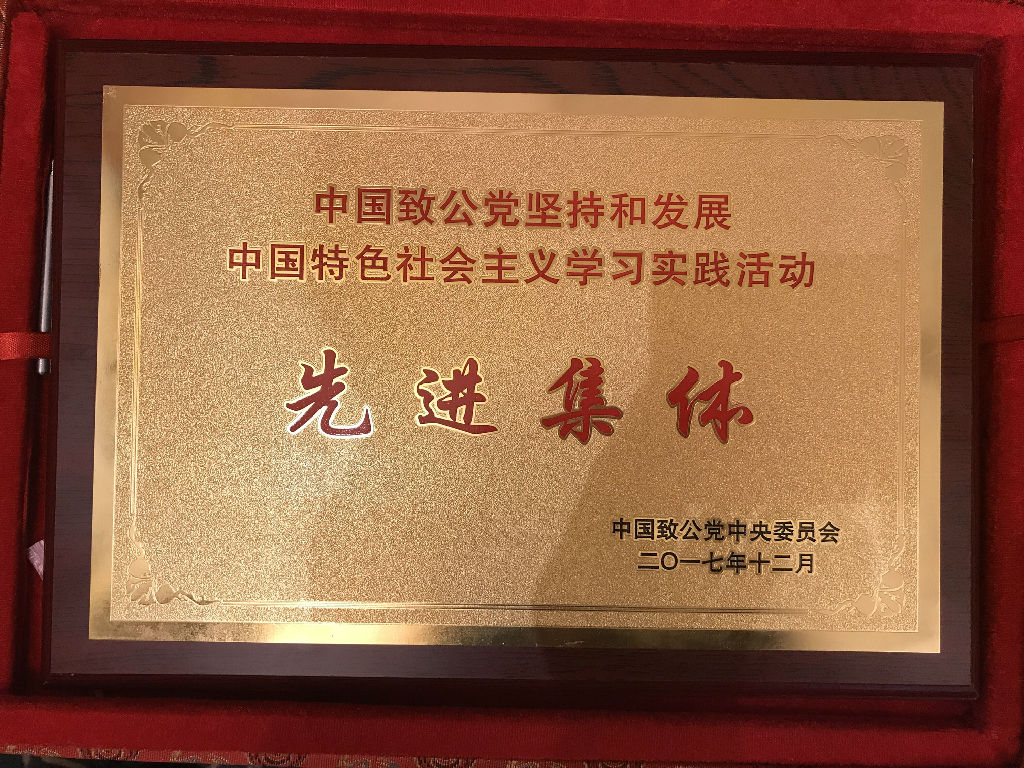 中国致公党坚持和发展
中国特色社会主义学习实践活动
先进集体
中国致公党中央委员会
二〇一七年十二月